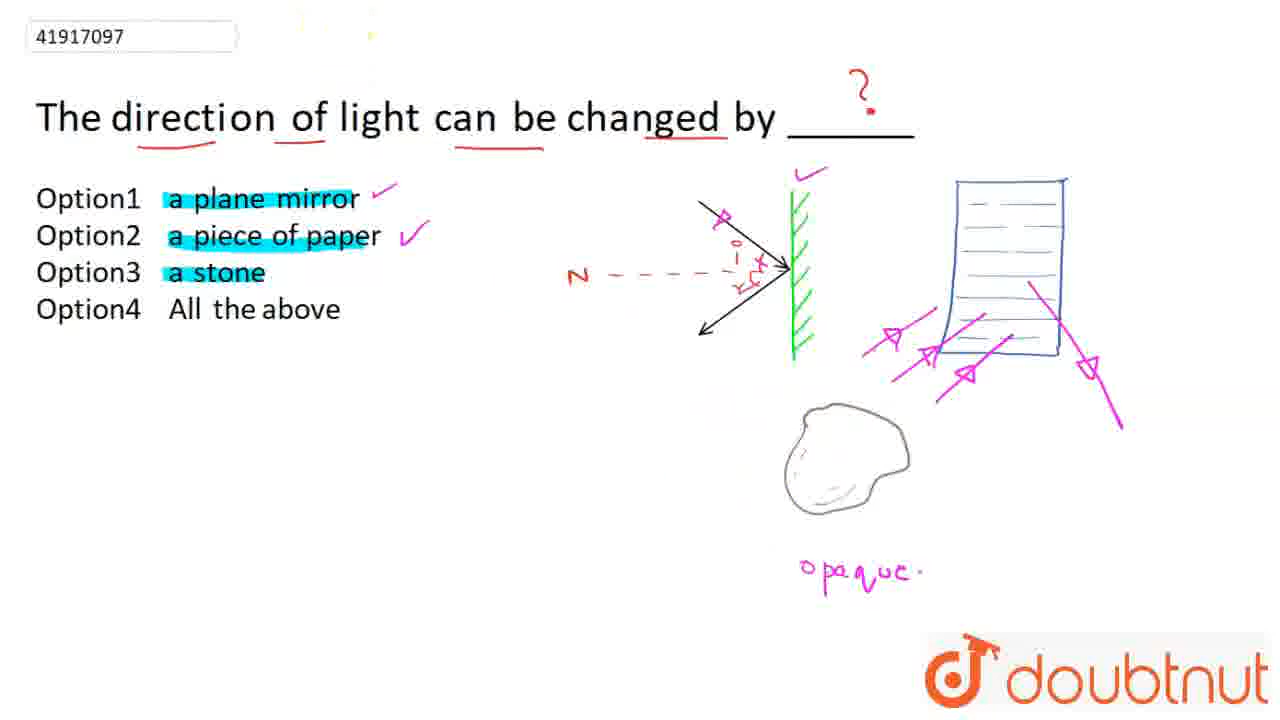 41917097
The direction of light can be changed by ________ ?
Option1 a plane mirror
Option2 a piece of paper
Option3 a stone
Option4 All the above
N
opaque.
doubtnut